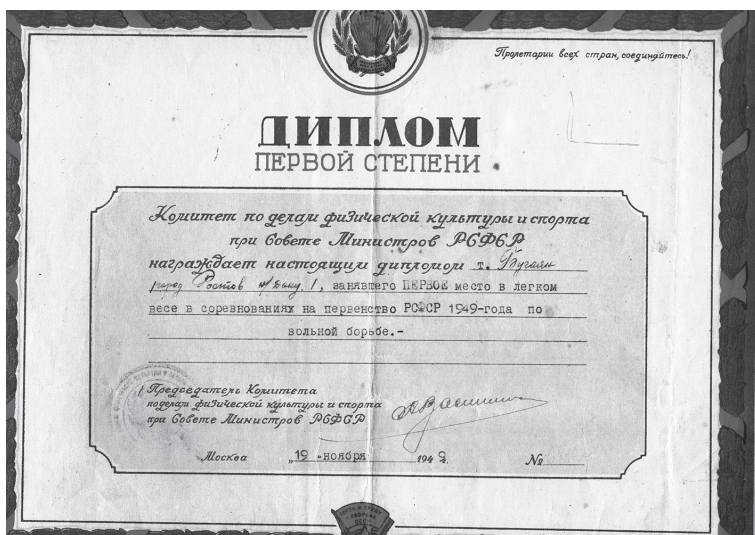 Пролетарии всех стран, соединяйтесь!
ДИПЛОМ
ПЕРВОЙ СТЕПЕНИ
Комитет по делам физической культуры и спорта
при Совете Министров РСФСР
награждает настоящим дипломом т. Бугаян
/город Ростов н/Дону./, занявшего ПЕРВОЕ место в легком
весе в соревнованиях на первенство РСФСР 1949-года по
вольной борьбе.-
Председатель Комитета
по делам физической культуры и спорта
при Совете Министров РСФСР
Москва „19 -ноября 1949г. №